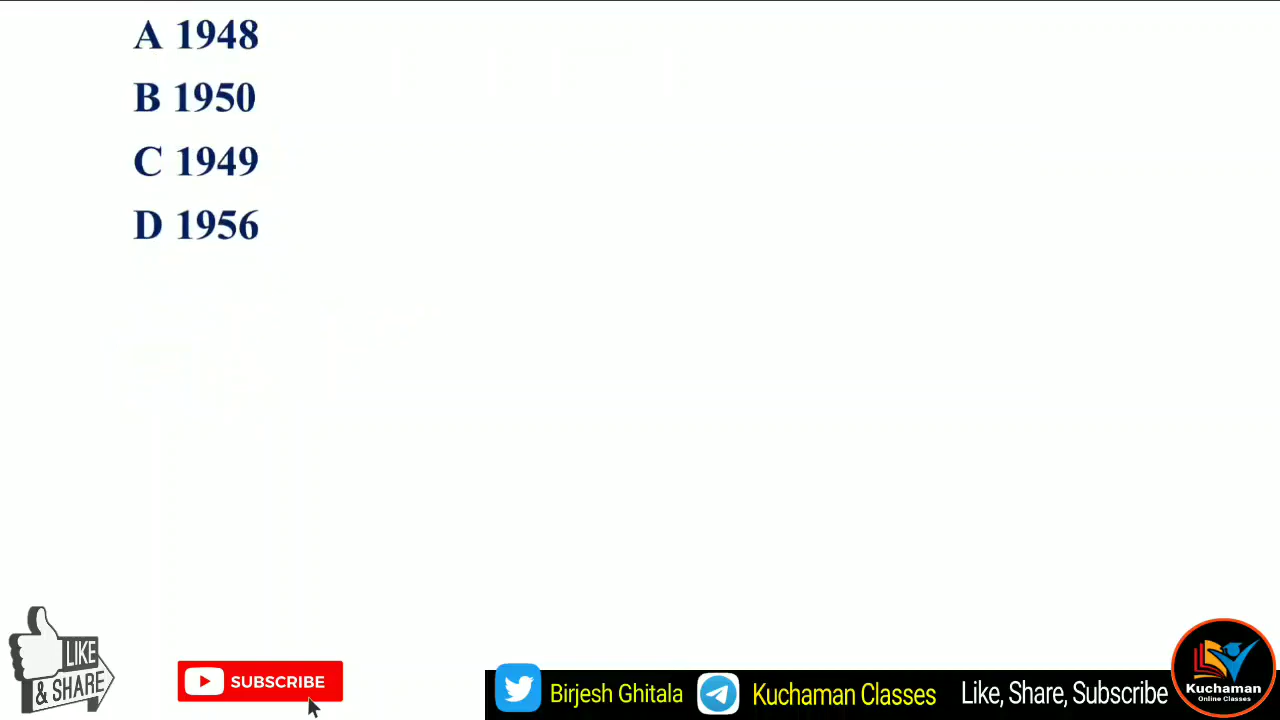 A 1948
B 1950
C 1949
D 1956
LIKE
& SHARE
SUBSCRIBE
Birjesh Ghitala
Kuchaman Classes
Like, Share, Subscribe
Kuchaman
Online Classes